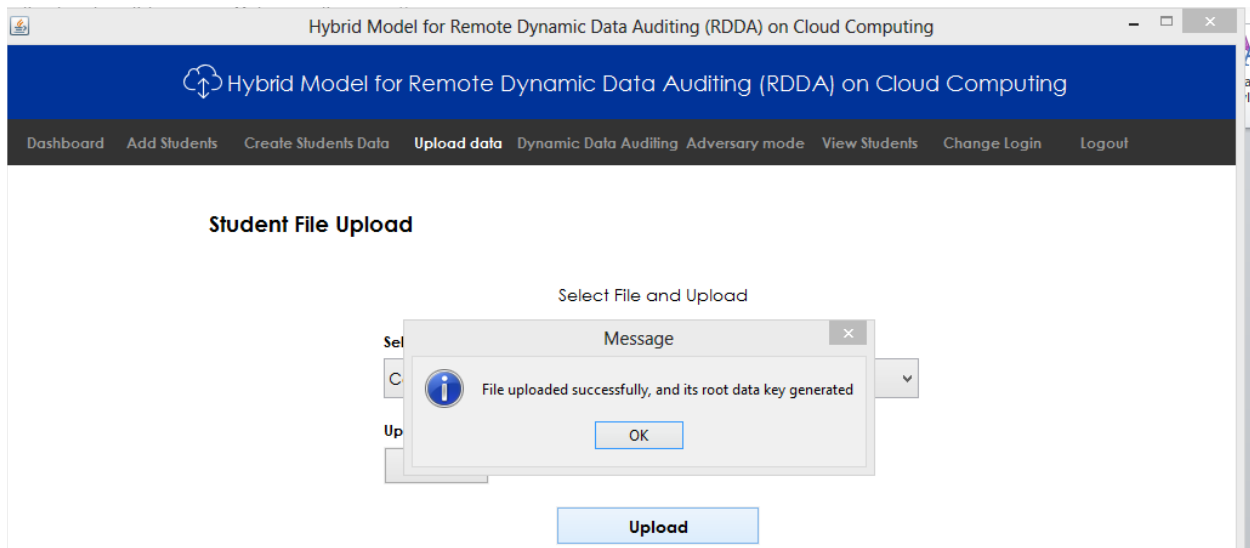 Hybrid Model for Remote Dynamic Data Auditing (RDDA) on Cloud Computing
Hybrid Model for Remote Dynamic Data Auditing (RDDA) on Cloud Computing
Dashboard Add Students Create Students Data Upload data Dynamic Data Auditing Adversary mode View Students Change Login Logout
Student File Upload
Select File and Upload
Message
File uploaded successfully, and its root data key generated
OK
Upload